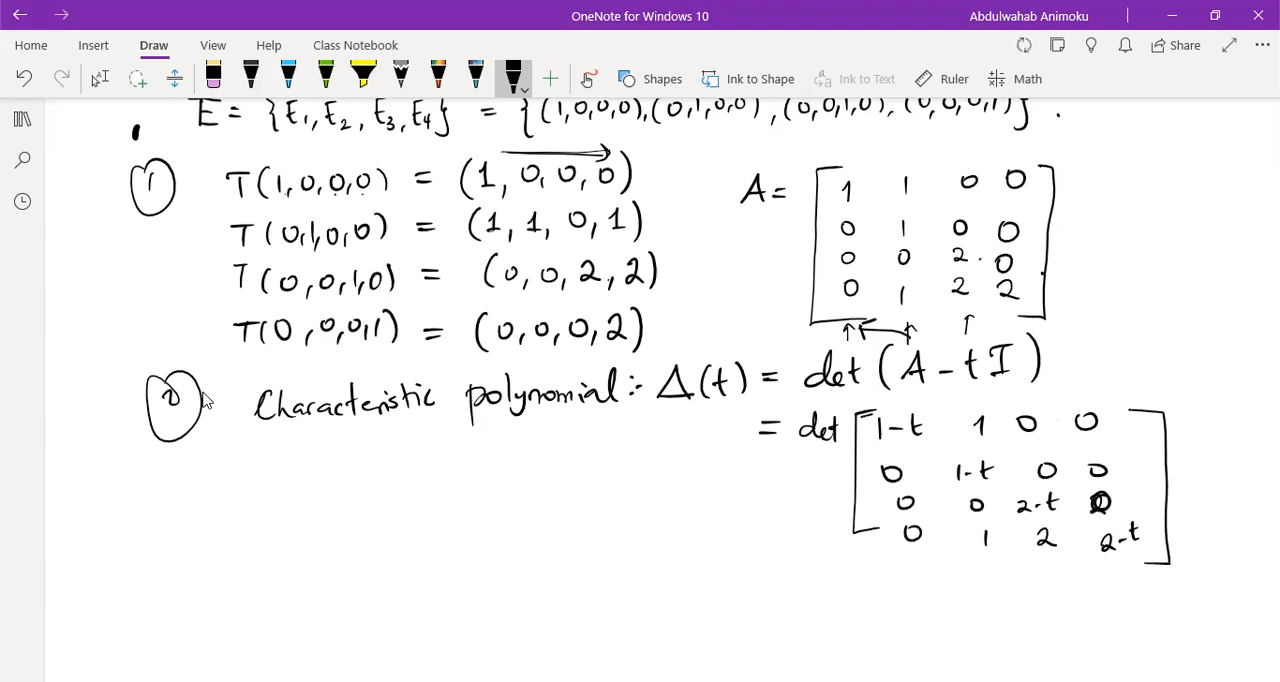 OneNote for Windows 10
Abdulwahab Animoku
Home Insert Draw View Help Class Notebook Share
Shapes Ink to Shape Ink to Text Ruler Math
E = {E1, E2, E3, E4} = {(1,0,0,0),(0,1,0,0),(0,0,1,0),(0,0,0,1)}.
① T(1,0,0,0) = (1,0,0,0)
T(0,1,0,0) = (1,1,0,1)
T(0,0,1,0) = (0,0,2,2)
T(0,0,0,1) = (0,0,0,2)
A = [1 1 0 0
0 1 0 0
0 0 2 0
0 1 2 2]
② Characteristic polynomial :- Δ(t) = det(A - tI)
= det [1-t 1 0 0
0 1-t 0 0
0 0 2-t 0
0 1 2 2-t]